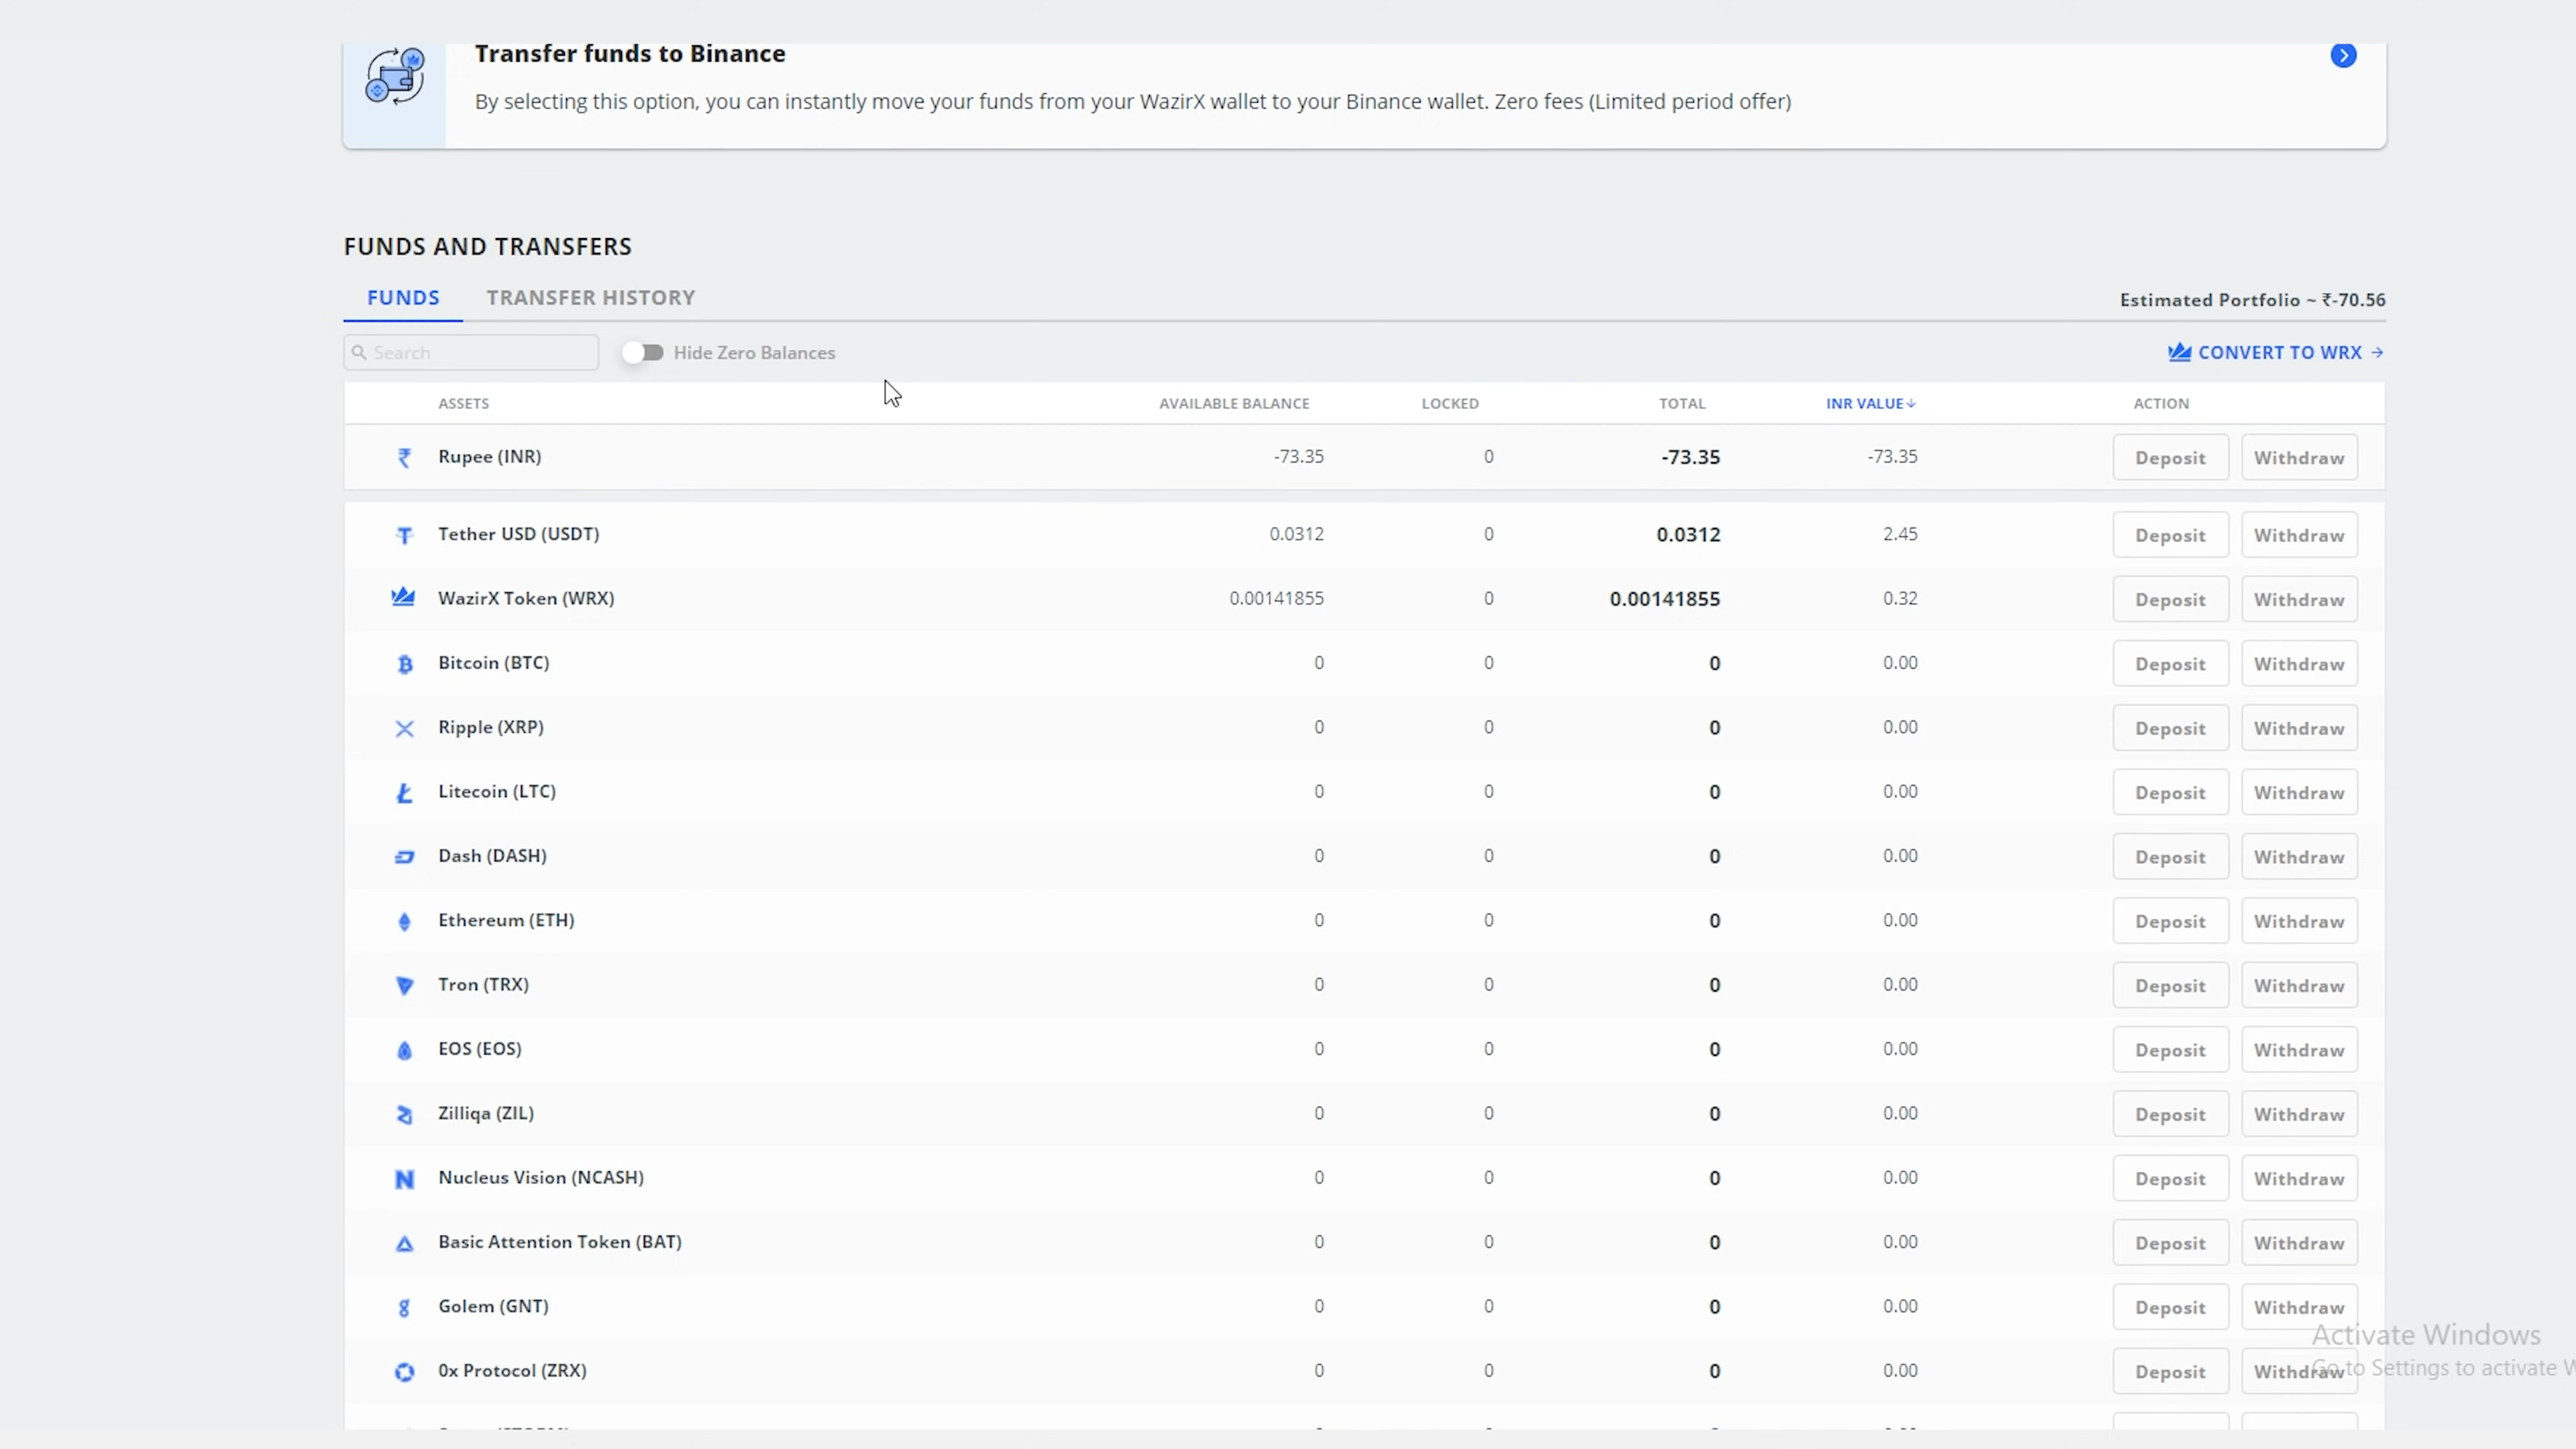 Transfer funds to Binance
By selecting this option, you can instantly move your funds from your WazirX wallet to your Binance wallet. Zero fees (Limited period offer)
FUNDS AND TRANSFERS
FUNDS TRANSFER HISTORY Estimated Portfolio ~ ₹-70.56
Search Hide Zero Balances CONVERT TO WRX →
ASSETS AVAILABLE BALANCE LOCKED TOTAL INR VALUE↓ ACTION
Rupee (INR) -73.35 0 -73.35 -73.35 Deposit Withdraw
Tether USD (USDT) 0.0312 0 0.0312 2.45 Deposit Withdraw
WazirX Token (WRX) 0.00141855 0 0.00141855 0.32 Deposit Withdraw
Bitcoin (BTC) 0 0 0 0.00 Deposit Withdraw
Ripple (XRP) 0 0 0 0.00 Deposit Withdraw
Litecoin (LTC) 0 0 0 0.00 Deposit Withdraw
Dash (DASH) 0 0 0 0.00 Deposit Withdraw
Ethereum (ETH) 0 0 0 0.00 Deposit Withdraw
Tron (TRX) 0 0 0 0.00 Deposit Withdraw
EOS (EOS) 0 0 0 0.00 Deposit Withdraw
Zilliqa (ZIL) 0 0 0 0.00 Deposit Withdraw
Nucleus Vision (NCASH) 0 0 0 0.00 Deposit Withdraw
Basic Attention Token (BAT) 0 0 0 0.00 Deposit Withdraw
Golem (GNT) 0 0 0 0.00 Deposit Withdraw
Activate Windows
0x Protocol (ZRX) 0 0 0 0.00 Deposit Withdraw
Go to Settings to activate W